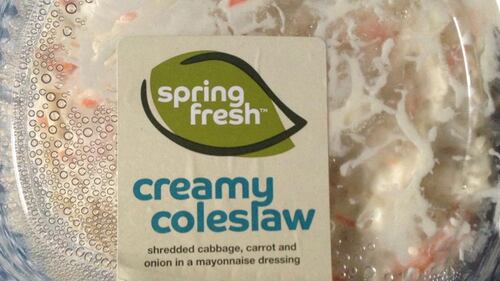 spring
fresh™
creamy
coleslaw
shredded cabbage, carrot and
onion in a mayonnaise dressing